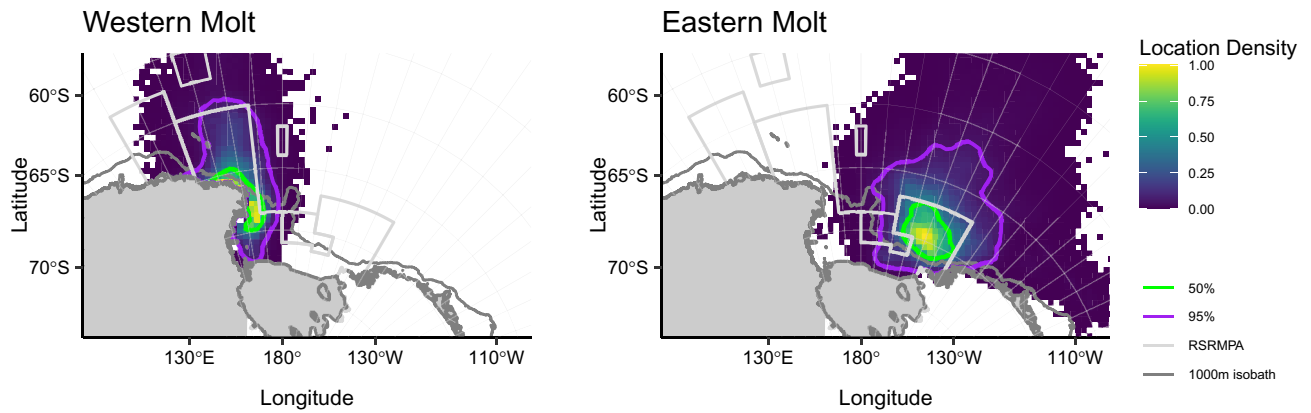 Western Molt
Eastern Molt
Location Density
1.00
0.75
0.50
0.25
0.00
60°S
65°S
70°S
Latitude
130°E
180°
130°W
110°W
Longitude
60°S
65°S
70°S
Latitude
130°E
180°
130°W
110°W
Longitude
50%
95%
RSRMPA
1000m isobath